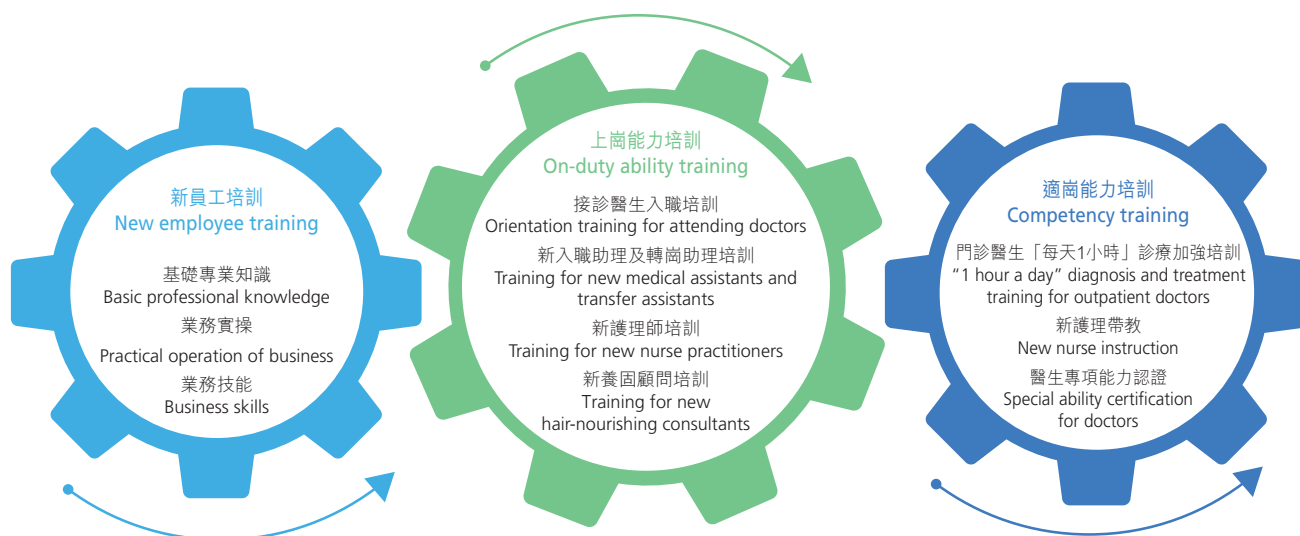 新員工培訓
New employee training
基礎專業知識
Basic professional knowledge
業務實操
Practical operation of business
業務技能
Business skills
上崗能力培訓
On-duty ability training
接診醫生入職培訓
Orientation training for attending doctors
新入職助理及轉崗助理培訓
Training for new medical assistants and
transfer assistants
新護理師培訓
Training for new nurse practitioners
新養固顧問培訓
Training for new
hair-nourishing consultants
適崗能力培訓
Competency training
門診醫生「每天1小時」診療加強培訓
“1 hour a day” diagnosis and treatment
training for outpatient doctors
新護理帶教
New nurse instruction
醫生專項能力認證
Special ability certification
for doctors